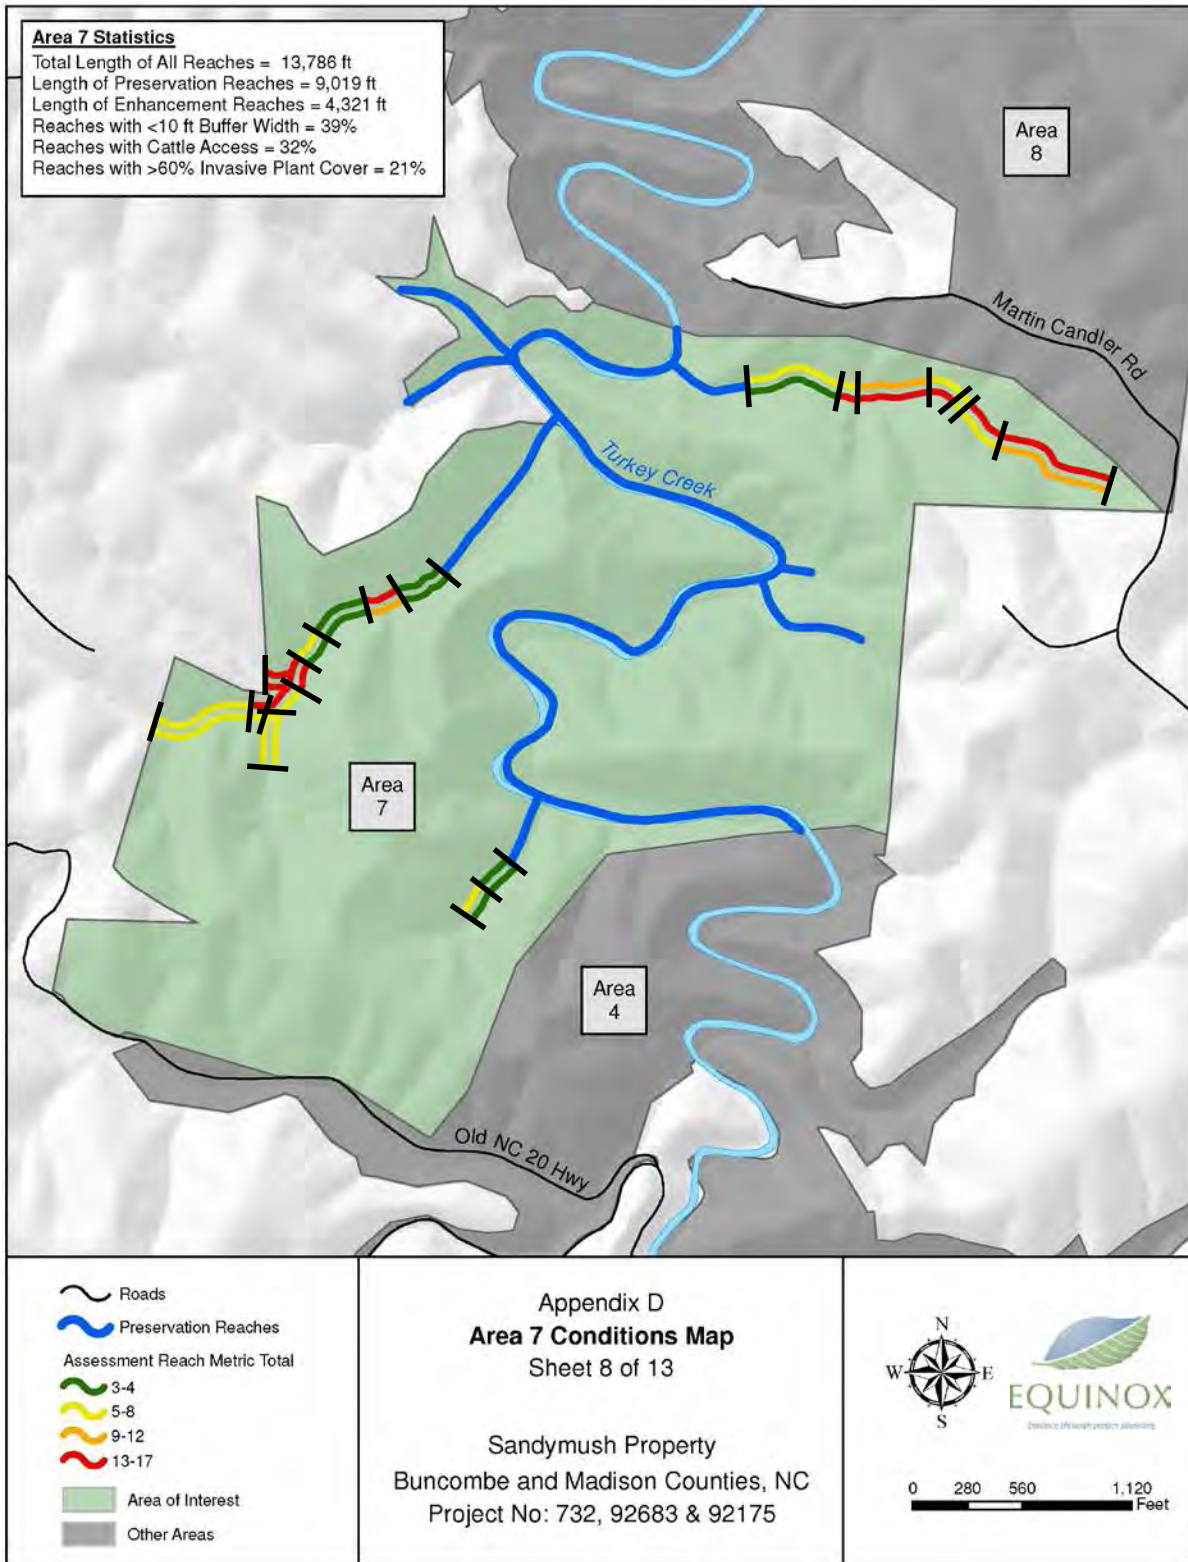 Area 7 Statistics
Total Length of All Reaches = 13,786 ft
Length of Preservation Reaches = 9,019 ft
Length of Enhancement Reaches = 4,321 ft
Reaches with <10 ft Buffer Width = 39%
Reaches with Cattle Access = 32%
Reaches with >60% Invasive Plant Cover = 21%
Area
8
Martin Candler Rd
Turkey Creek
Area
7
Area
4
Old NC 20 Hwy
Roads
Preservation Reaches
Assessment Reach Metric Total
3-4
5-8
9-12
13-17
Area of Interest
Other Areas
Appendix D
Area 7 Conditions Map
Sheet 8 of 13
Sandymush Property
Buncombe and Madison Counties, NC
Project No: 732, 92683 & 92175
N
W E
S
EQUINOX
balance through proper planning
0 280 560 1,120
Feet